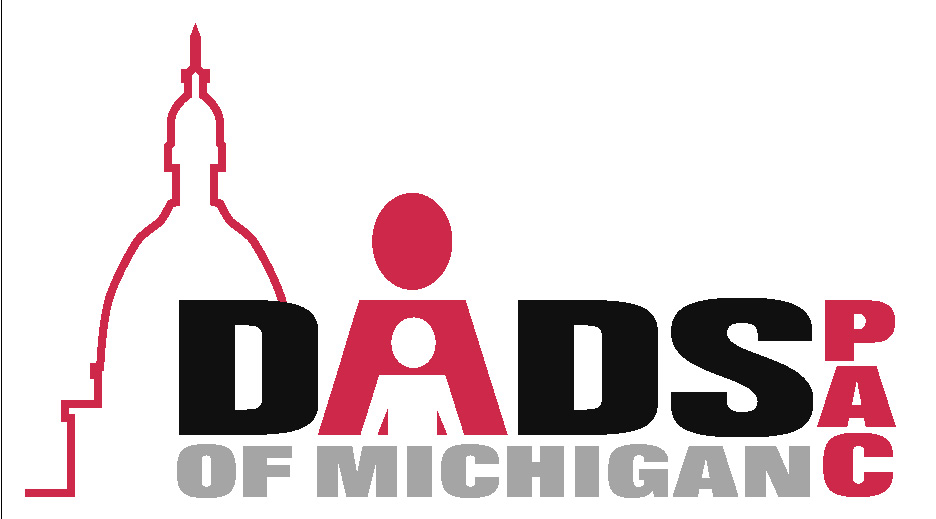 DADS
PAC
OF MICHIGAN